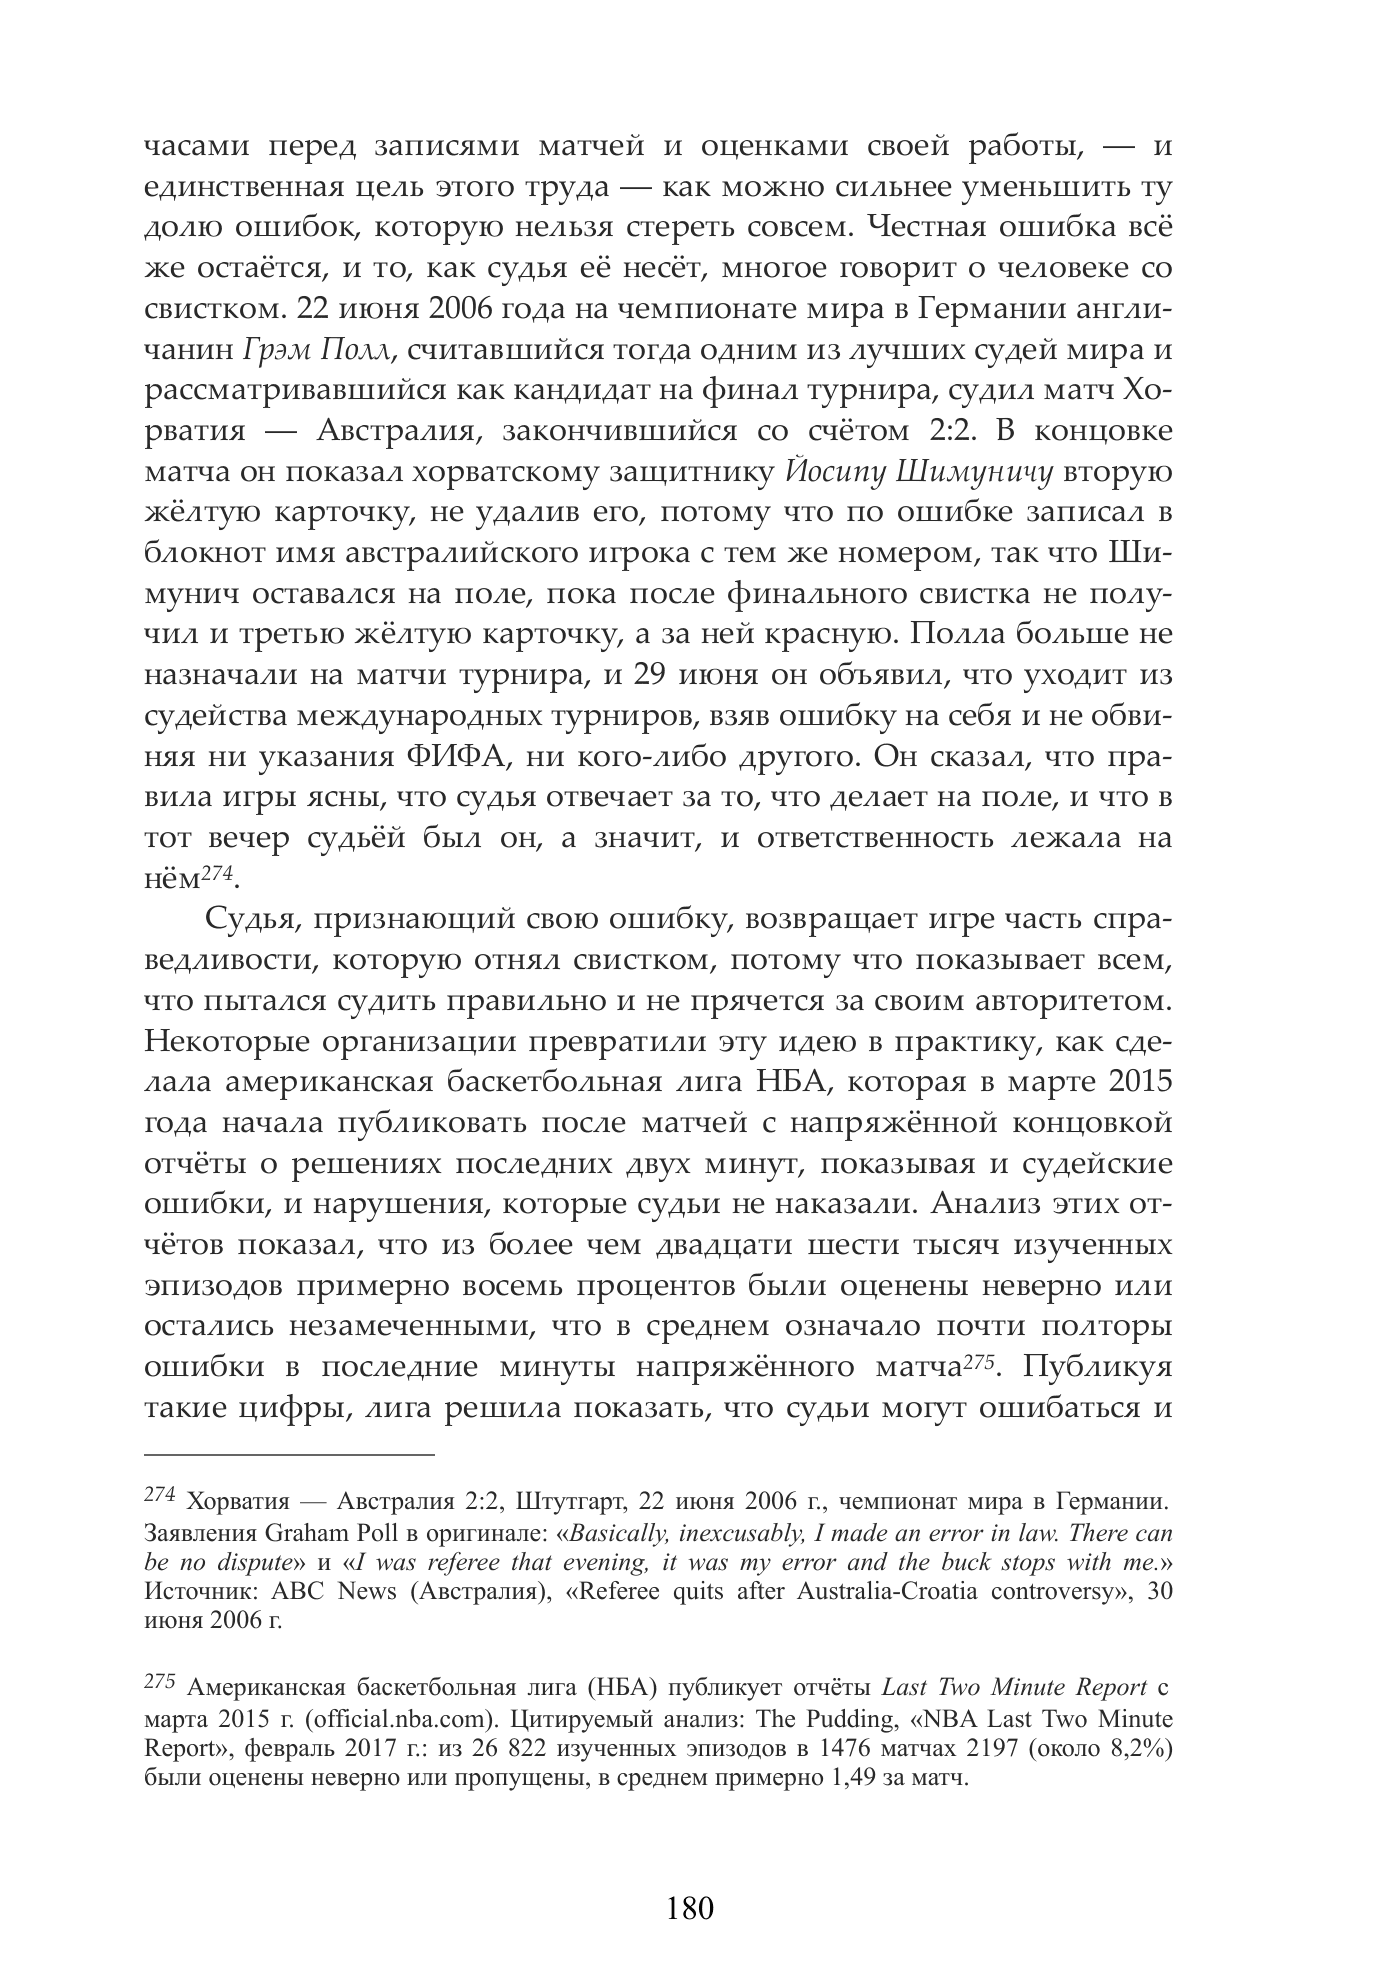 часами перед записями матчей и оценками своей работы, — и
единственная цель этого труда — как можно сильнее уменьшить ту
долю ошибок, которую нельзя стереть совсем. Честная ошибка всё
же остаётся, и то, как судья её несёт, многое говорит о человеке со
свистком. 22 июня 2006 года на чемпионате мира в Германии англи-
чанин Грэм Полл, считавшийся тогда одним из лучших судей мира и
рассматривавшийся как кандидат на финал турнира, судил матч Хо-
рватия — Австралия, закончившийся со счётом 2:2. В концовке
матча он показал хорватскому защитнику Йосипу Шимуничу вторую
жёлтую карточку, не удалив его, потому что по ошибке записал в
блокнот имя австралийского игрока с тем же номером, так что Ши-
мунич оставался на поле, пока после финального свистка не полу-
чил и третью жёлтую карточку, а за ней красную. Полла больше не
назначали на матчи турнира, и 29 июня он объявил, что уходит из
судейства международных турниров, взяв ошибку на себя и не обви-
няя ни указания ФИФА, ни кого-либо другого. Он сказал, что пра-
вила игры ясны, что судья отвечает за то, что делает на поле, и что в
тот вечер судьёй был он, а значит, и ответственность лежала на
нём274.
Судья, признающий свою ошибку, возвращает игре часть спра-
ведливости, которую отнял свистком, потому что показывает всем,
что пытался судить правильно и не прячется за своим авторитетом.
Некоторые организации превратили эту идею в практику, как сде-
лала американская баскетбольная лига НБА, которая в марте 2015
года начала публиковать после матчей с напряжённой концовкой
отчёты о решениях последних двух минут, показывая и судейские
ошибки, и нарушения, которые судьи не наказали. Анализ этих от-
чётов показал, что из более чем двадцати шести тысяч изученных
эпизодов примерно восемь процентов были оценены неверно или
остались незамеченными, что в среднем означало почти полторы
ошибки в последние минуты напряжённого матча275. Публикуя
такие цифры, лига решила показать, что судьи могут ошибаться и
274 Хорватия — Австралия 2:2, Штутгарт, 22 июня 2006 г., чемпионат мира в Германии.
Заявления Graham Poll в оригинале: «Basically, inexcusably, I made an error in law. There can
be no dispute» и «I was referee that evening, it was my error and the buck stops with me.»
Источник: ABC News (Австралия), «Referee quits after Australia-Croatia controversy», 30
июня 2006 г.
275 Американская баскетбольная лига (НБА) публикует отчёты Last Two Minute Report с
марта 2015 г. (official.nba.com). Цитируемый анализ: The Pudding, «NBA Last Two Minute
Report», февраль 2017 г.: из 26 822 изученных эпизодов в 1476 матчах 2197 (около 8,2%)
были оценены неверно или пропущены, в среднем примерно 1,49 за матч.
180